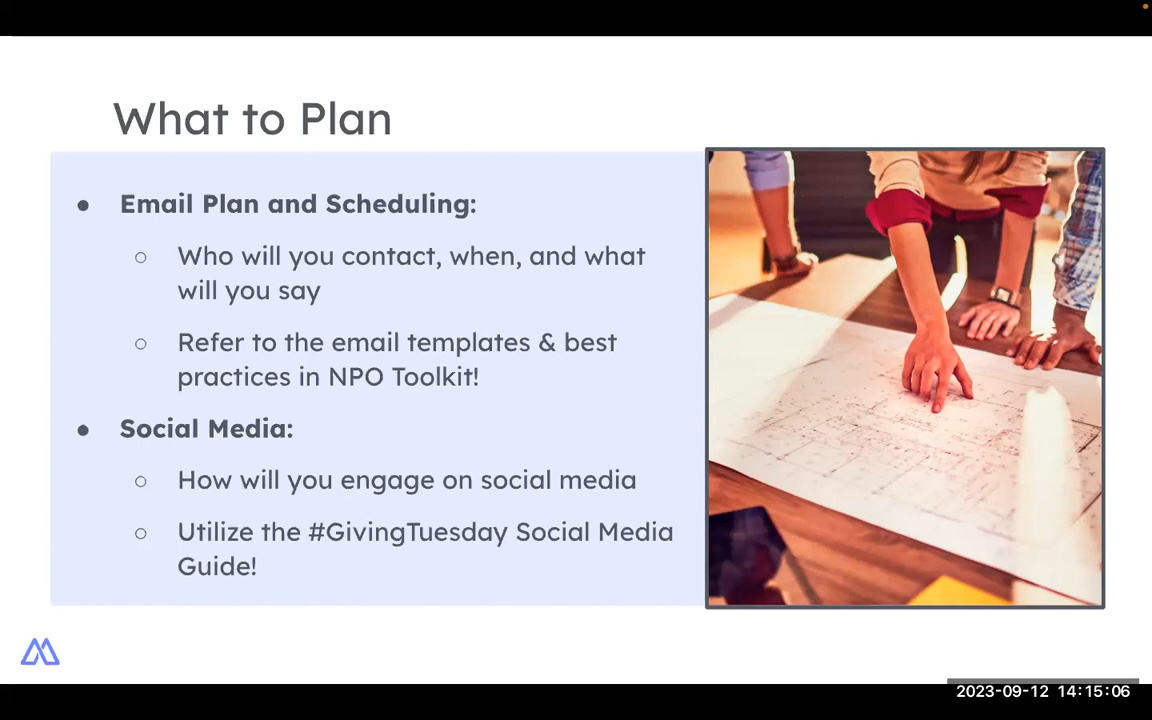 What to Plan
● Email Plan and Scheduling:
○ Who will you contact, when, and what
will you say
○ Refer to the email templates & best
practices in NPO Toolkit!
● Social Media:
○ How will you engage on social media
○ Utilize the #GivingTuesday Social Media
Guide!
2023-09-12 14:15:06